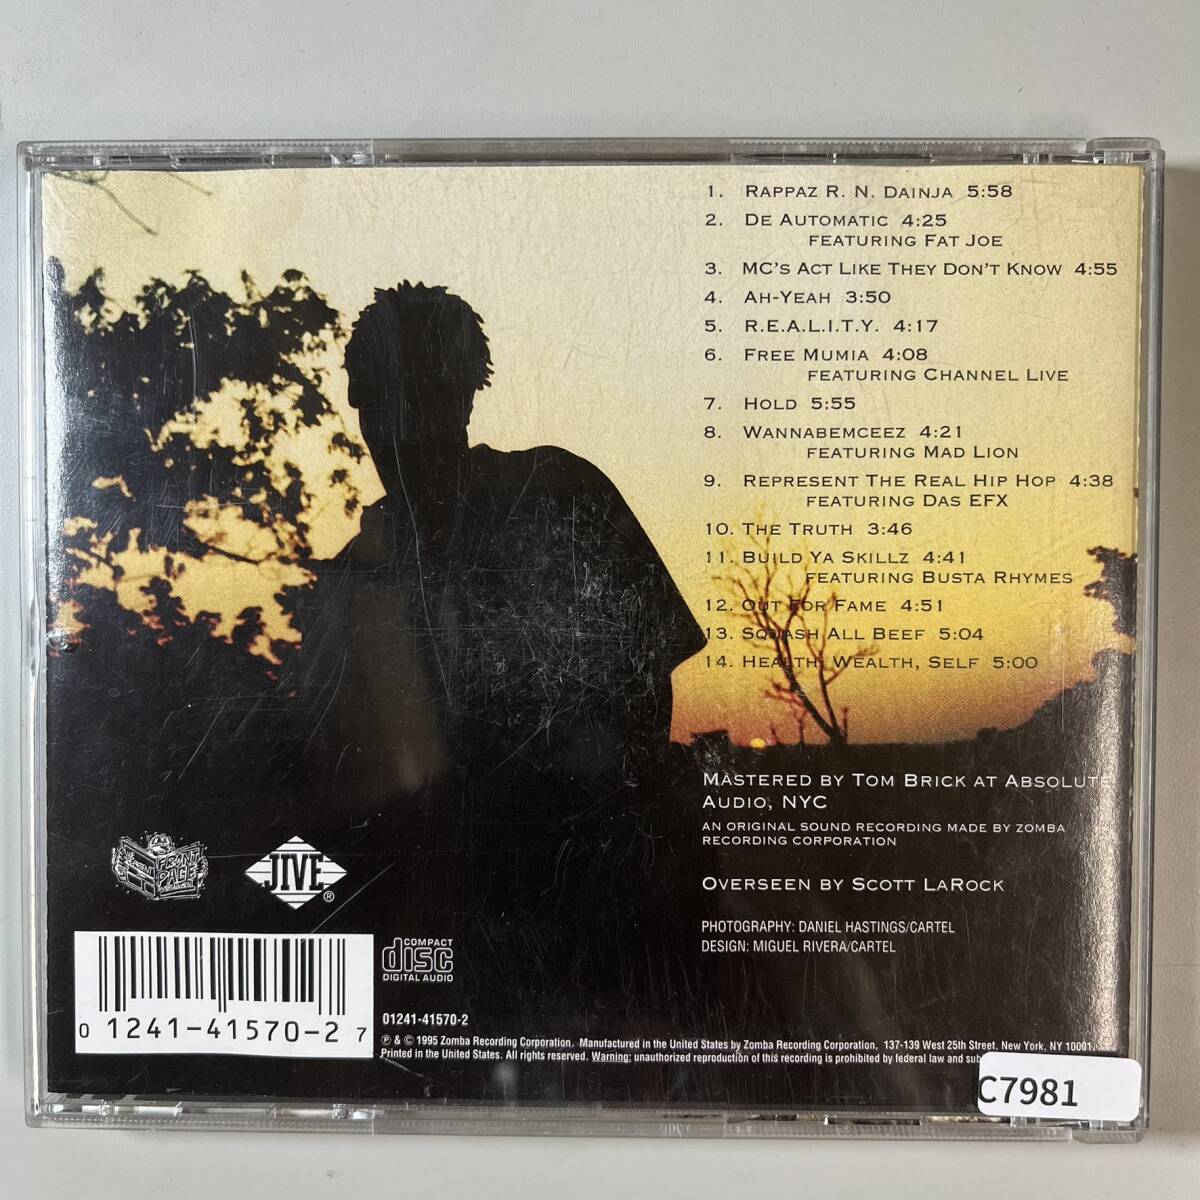 1. RAPPAZ R. N. DAINJA 5:58
2. DE AUTOMATIC 4:25
FEATURING FAT JOE
3. MC'S ACT LIKE THEY DON'T KNOW 4:55
4. AH-YEAH 3:50
5. R.E.A.L.I.T.Y. 4:17
6. FREE MUMIA 4:08
FEATURING CHANNEL LIVE
7. HOLD 5:55
8. WANNABEMCEEZ 4:21
FEATURING MAD LION
9. REPRESENT THE REAL HIP HOP 4:38
FEATURING DAS EFX
10. THE TRUTH 3:46
11. BUILD YA SKILLZ 4:41
FEATURING BUSTA RHYMES
12. OUT FOR FAME 4:51
13. SQUASH ALL BEEF 5:04
14. HEALTH, WEALTH, SELF 5:00
MASTERED BY TOM BRICK AT ABSOLUTE
AUDIO, NYC
AN ORIGINAL SOUND RECORDING MADE BY ZOMBA
RECORDING CORPORATION
OVERSEEN BY SCOTT LAROCK
PHOTOGRAPHY: DANIEL HASTINGS/CARTEL
DESIGN: MIGUEL RIVERA/CARTEL
FRONT
PAGE
JIVE ®
COMPACT
disc
DIGITAL AUDIO
0 1241-41570-2 7
01241-41570-2
℗ & © 1995 Zomba Recording Corporation. Manufactured in the United States by Zomba Recording Corporation, 137-139 West 25th Street, New York, NY 10001.
Printed in the United States. All rights reserved. Warning: unauthorized reproduction of this recording is prohibited by federal law and
C7981